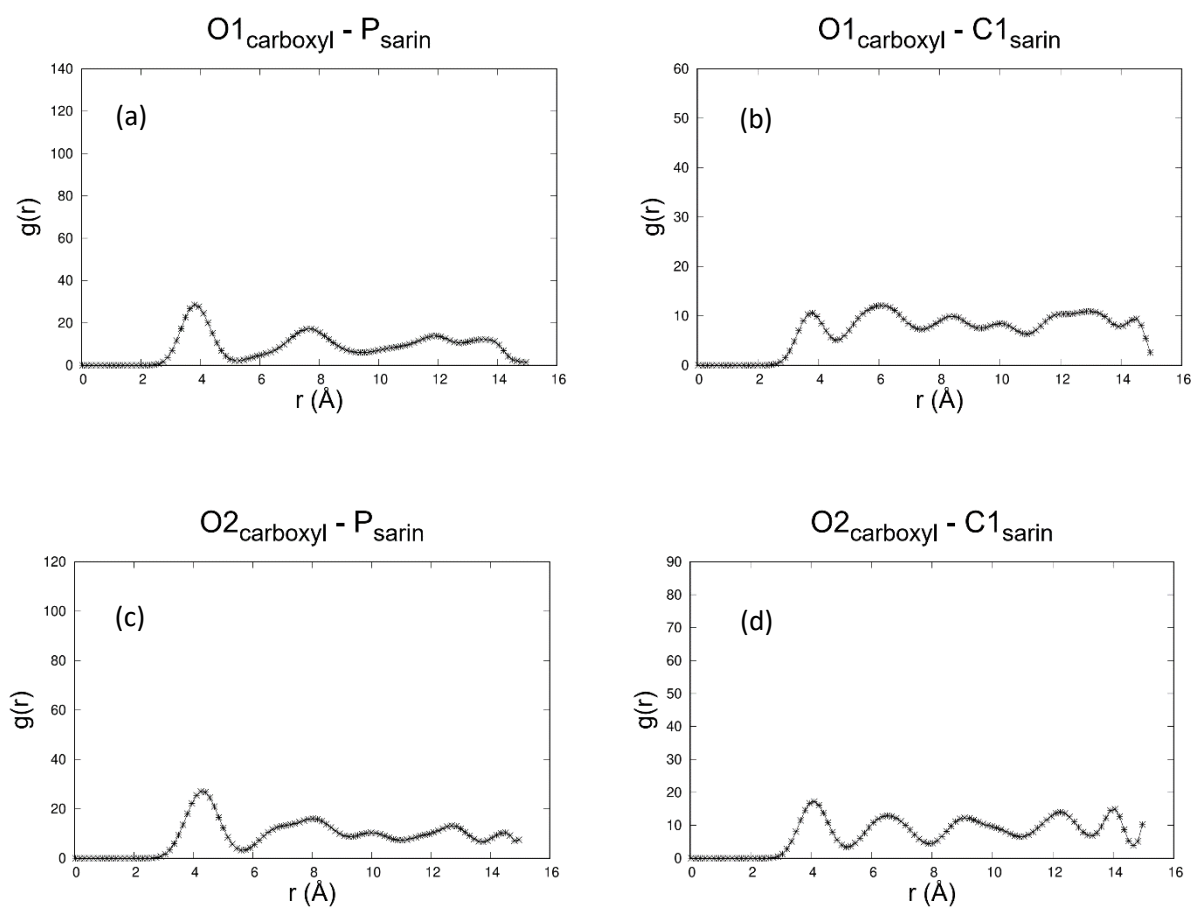 O1carboxyl - Psarin
140
120
100
80
60
40
20
0
(a)
g(r)
0 2 4 6 8 10 12 14 16
r (Å)
O1carboxyl - C1sarin
60
50
40
30
20
10
0
(b)
g(r)
0 2 4 6 8 10 12 14 16
r (Å)
O2carboxyl - Psarin
120
100
80
60
40
20
0
(c)
g(r)
0 2 4 6 8 10 12 14 16
r (Å)
O2carboxyl - C1sarin
90
80
70
60
50
40
30
20
10
0
(d)
g(r)
0 2 4 6 8 10 12 14 16
r (Å)